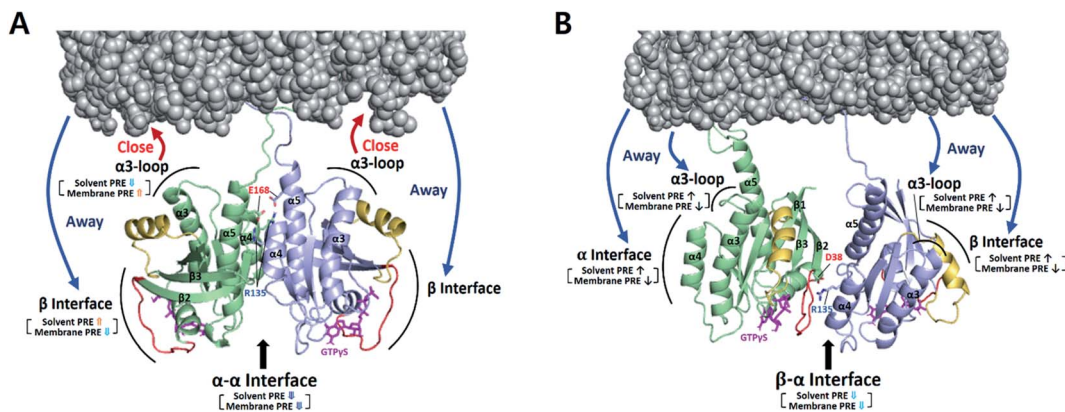 A
Close
α3-loop
Solvent PRE ⇩
Membrane PRE ⇧
Away
Close
α3-loop
Away
E168
α5
α3
α5
α4
α4
α3
β3
β2
R135
β Interface
Solvent PRE ⇧
Membrane PRE ⇩
β Interface
GTPγS
α-α Interface
Solvent PRE ⤋
Membrane PRE ⤋
B
Away
α3-loop
Solvent PRE ↑
Membrane PRE ↓
α5
Away
α3-loop
Solvent PRE ↑
Membrane PRE ↓
β1
α5
α Interface
Solvent PRE ↑
Membrane PRE ↓
α4
α3
β3
β2
D38
β Interface
Solvent PRE ↑
Membrane PRE ↓
R135
α4
α3
GTPγS
β-α Interface
Solvent PRE ⇩
Membrane PRE ⇩